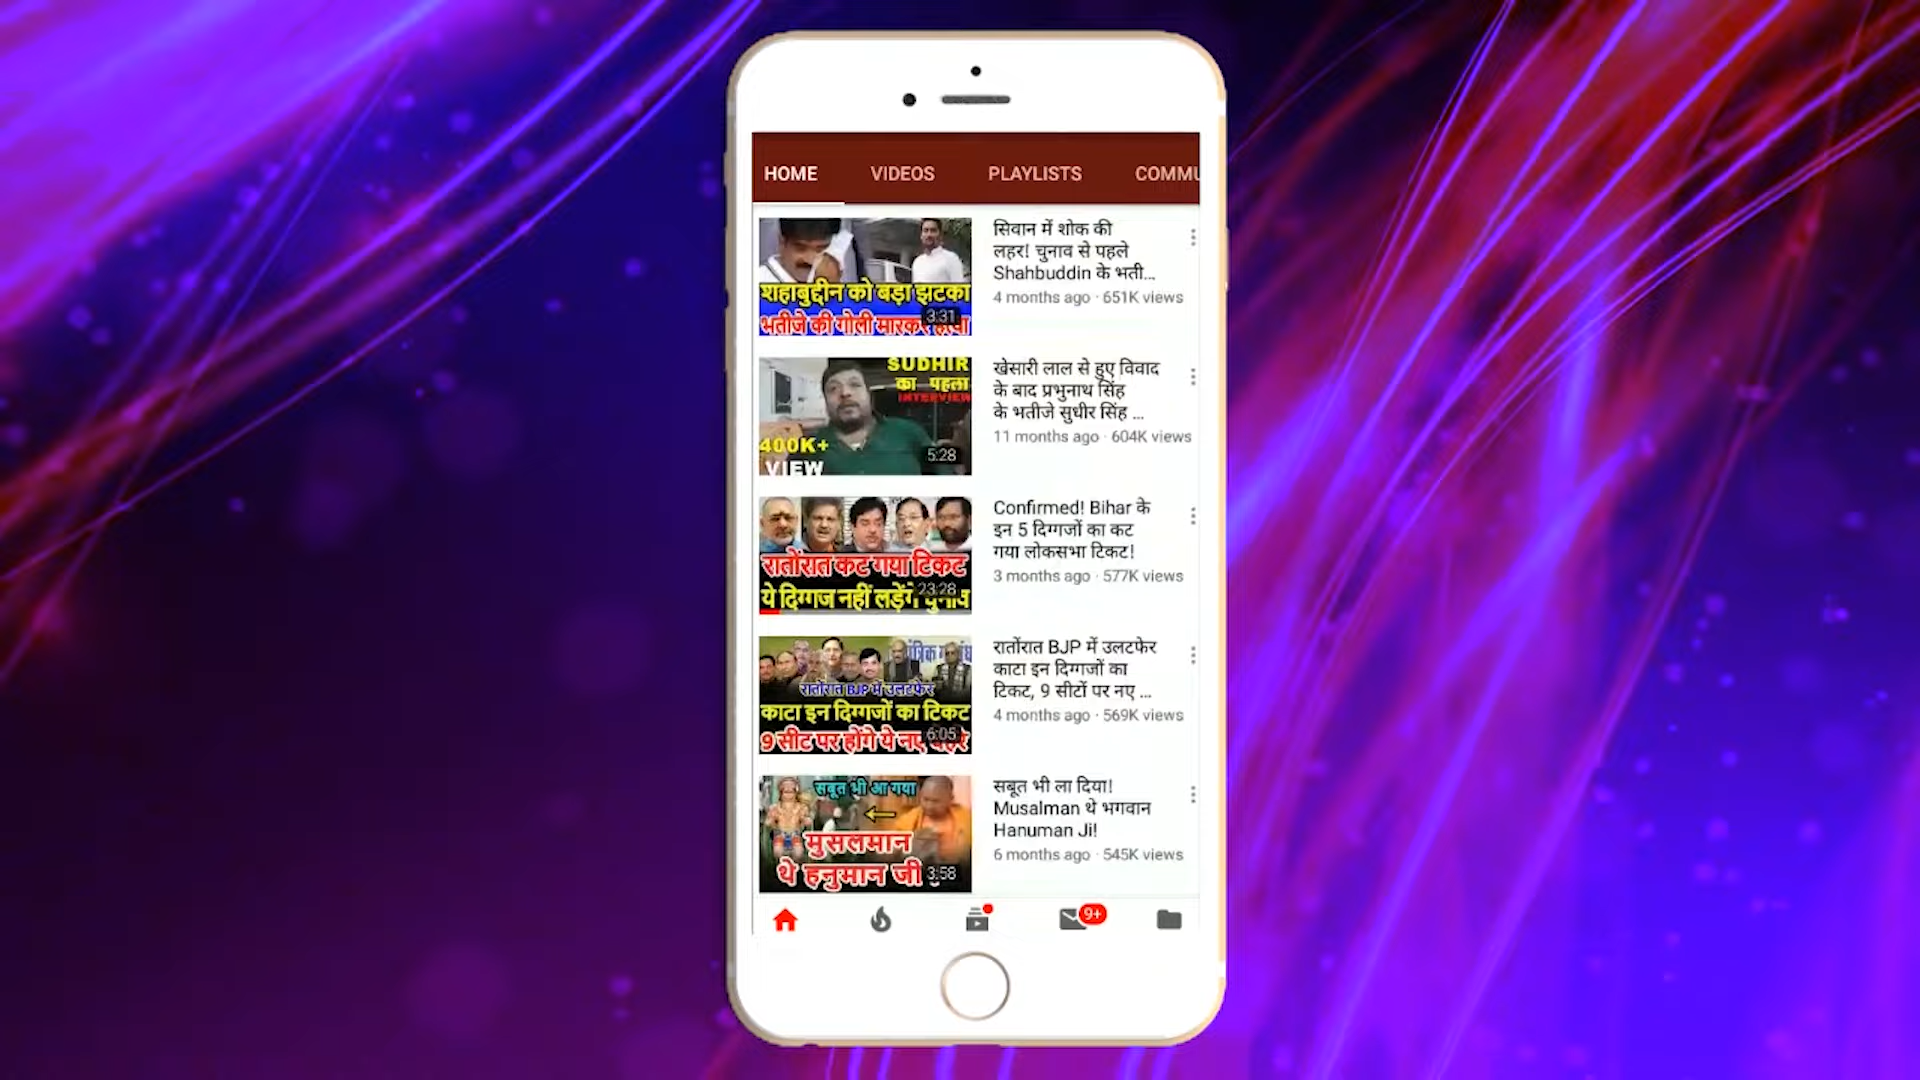 HOME VIDEOS PLAYLISTS COMMU
शहाबुद्दीन को बड़ा झटका
भतीजे की गोली मारकर हत्या
3:31
सिवान में शोक की
लहर! चुनाव से पहले
Shahbuddin के भती...
4 months ago · 651K views
SUDHIR
का पहला
INTERVIEW
400K+
VIEW
5:28
खेसारी लाल से हुए विवाद
के बाद प्रभुनाथ सिंह
के भतीजे सुधीर सिंह ...
11 months ago · 604K views
रातोंरात कट गया टिकट
ये दिग्गज नहीं लड़ेंगे चुनाव
23:28
Confirmed! Bihar के
इन 5 दिग्गजों का कट
गया लोकसभा टिकट!
3 months ago · 577K views
रातोंरात BJP में उलटफेर
काटा इन दिग्गजों का टिकट
9 सीट पर होंगे ये नए
6:05
रातोंरात BJP में उलटफेर
काटा इन दिग्गजों का
टिकट, 9 सीटों पर नए ...
4 months ago · 569K views
सबूत भी आ गया
मुसलमान
थे हनुमान जी
3:58
सबूत भी ला दिया!
Musalman थे भगवान
Hanuman Ji!
6 months ago · 545K views
9+